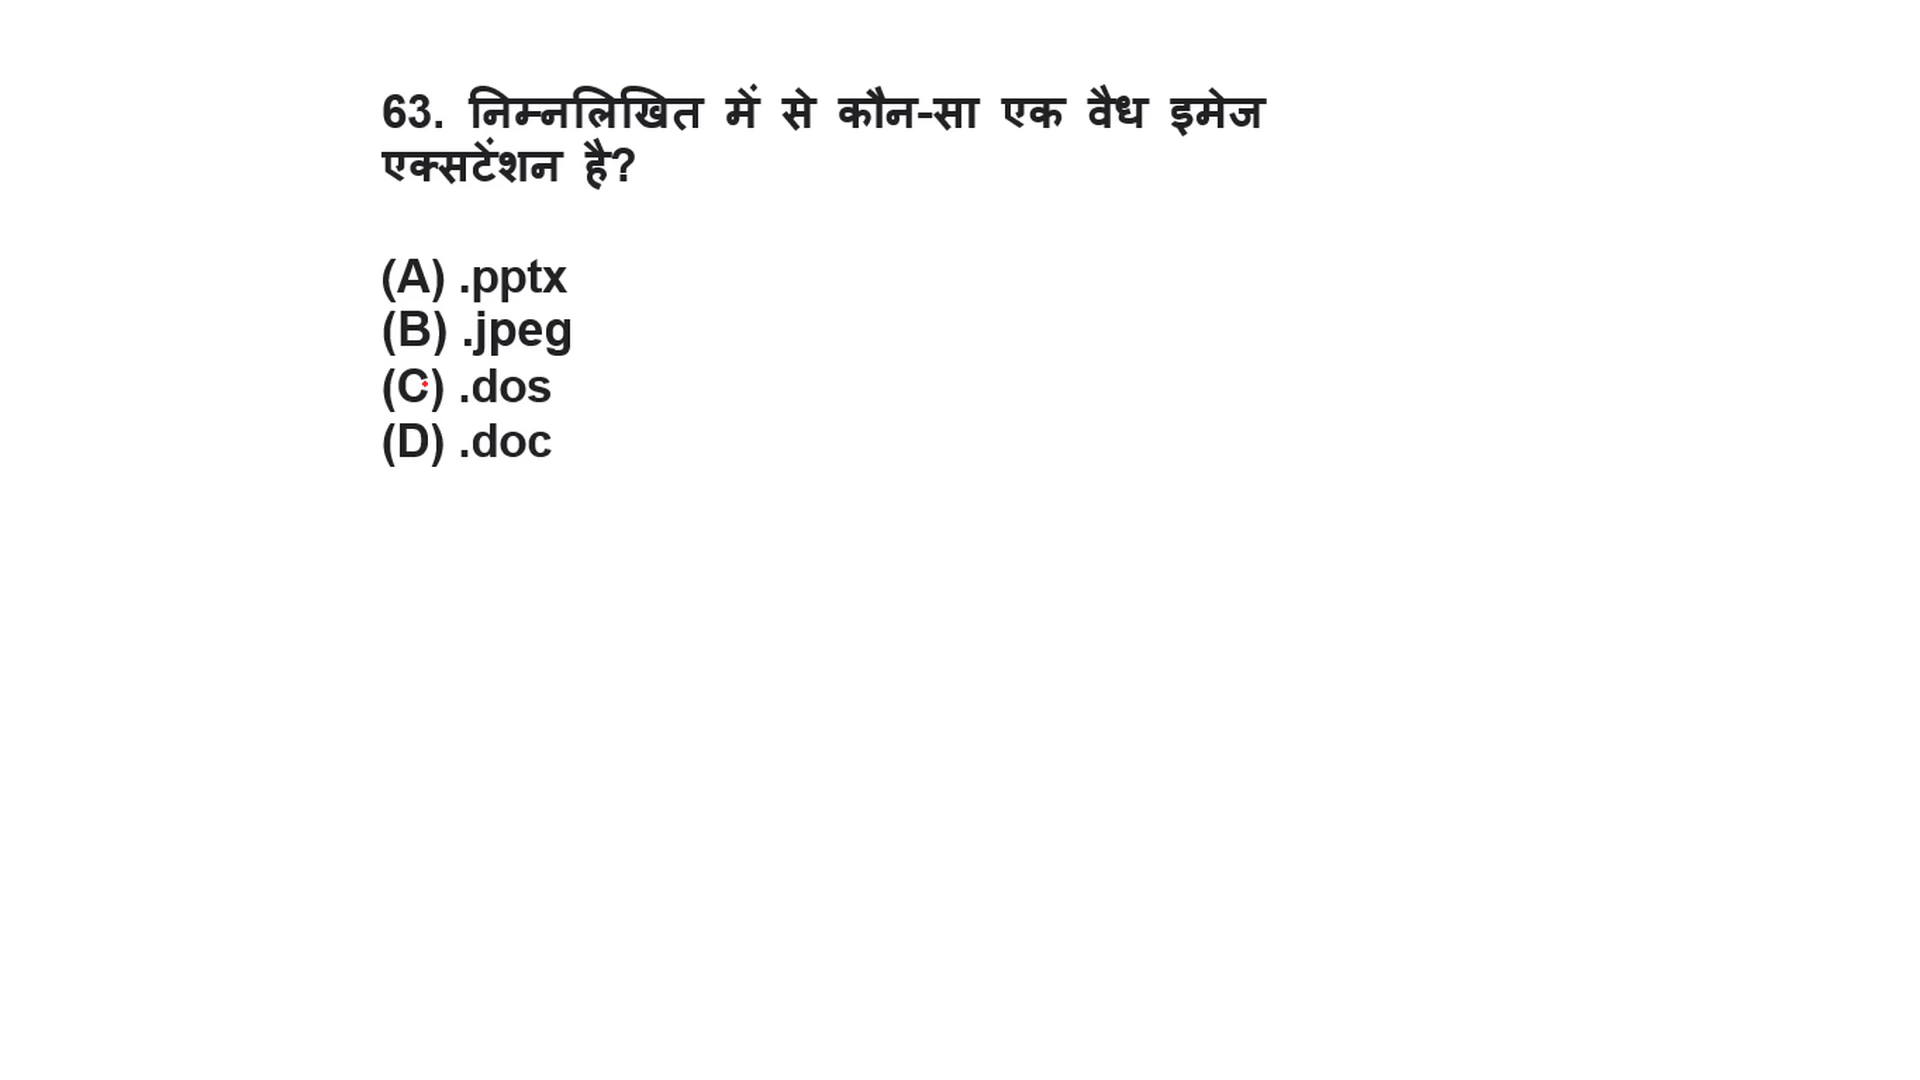 63. निम्नलिखित में से कौन-सा एक वैध इमेज
एक्सटेंशन है?
(A) .pptx
(B) .jpeg
(C) .dos
(D) .doc